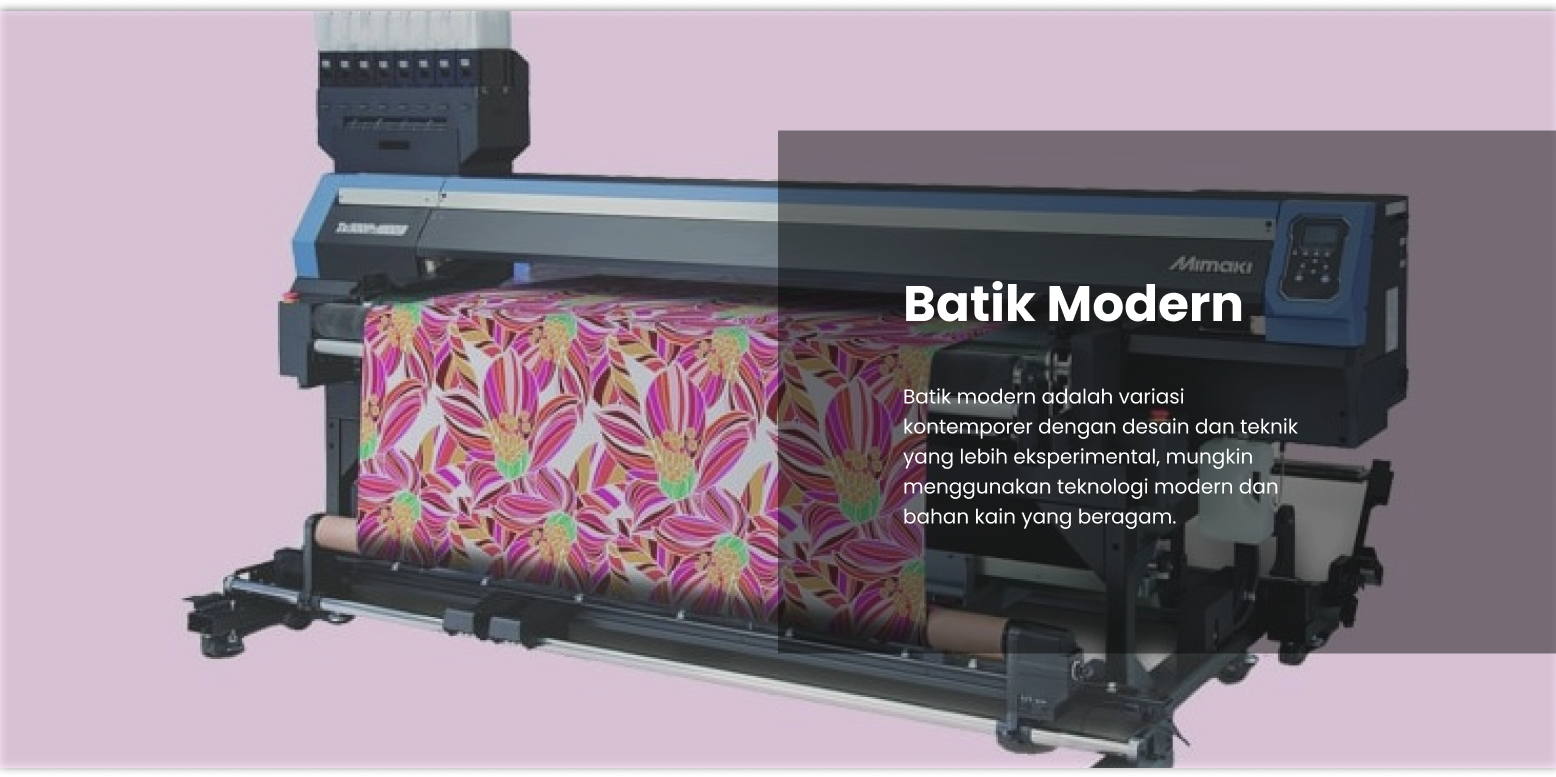 Mimaki
Batik Modern
Batik modern adalah variasi
kontemporer dengan desain dan teknik
yang lebih eksperimental, mungkin
menggunakan teknologi modern dan
bahan kain yang beragam.